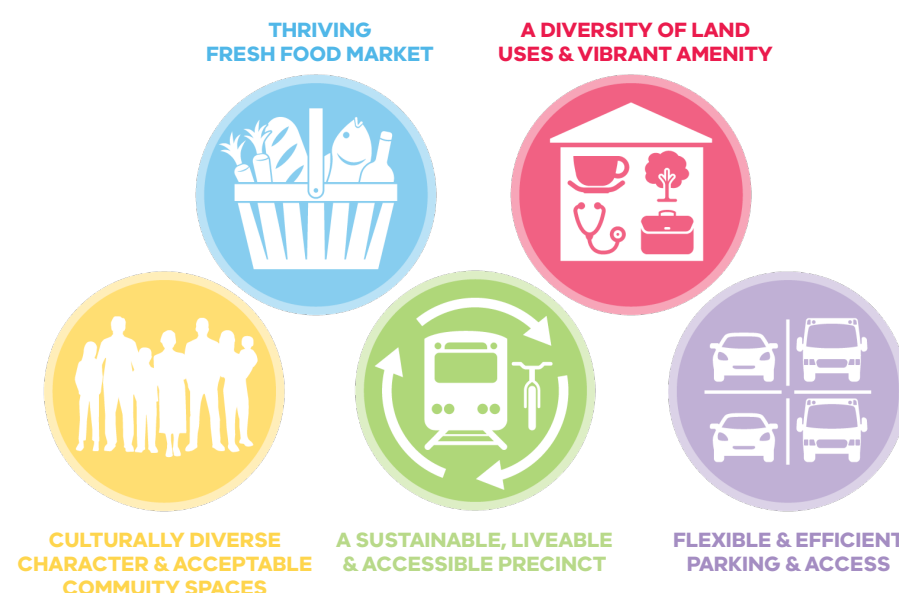 THRIVING
FRESH FOOD MARKET
A DIVERSITY OF LAND
USES & VIBRANT AMENITY
CULTURALLY DIVERSE
CHARACTER & ACCEPTABLE
COMMUITY SPACES
A SUSTAINABLE, LIVEABLE
& ACCESSIBLE PRECINCT
FLEXIBLE & EFFICIENT
PARKING & ACCESS